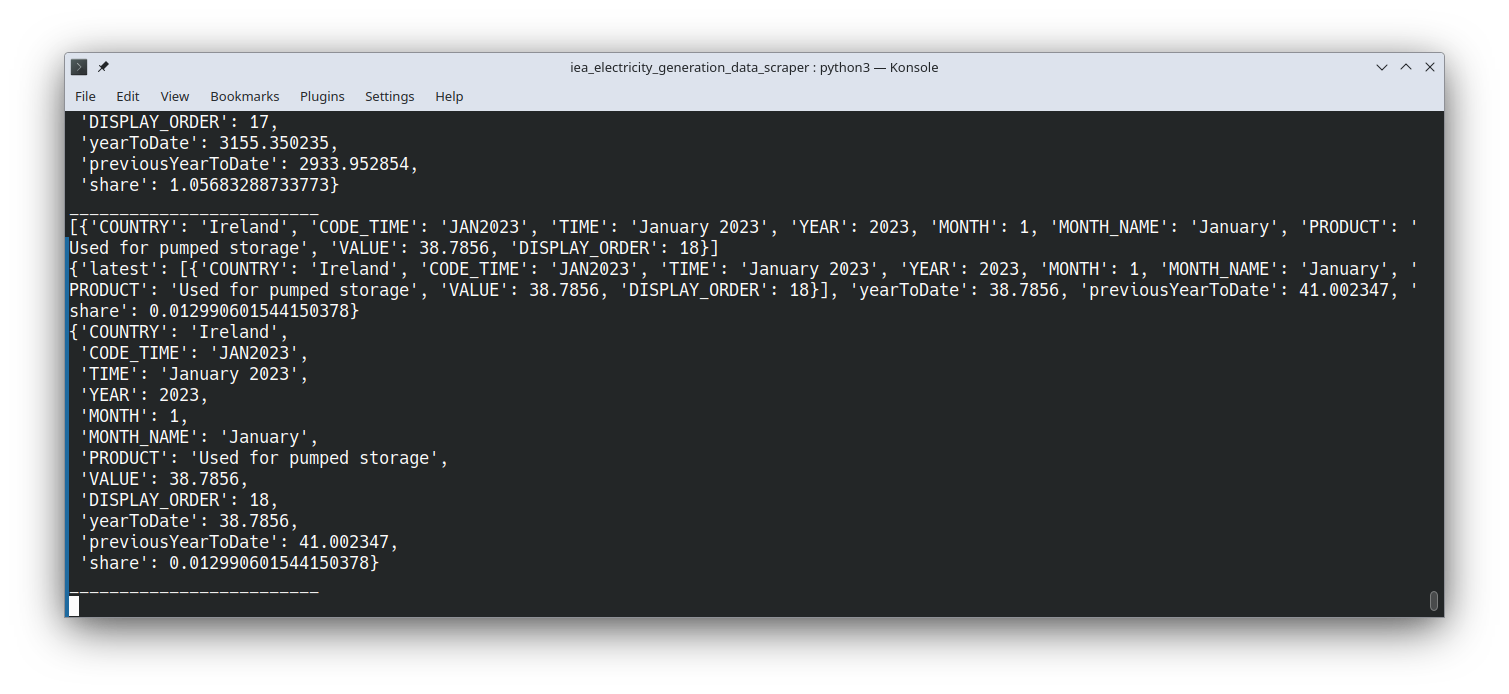 iea_electricity_generation_data_scraper : python3 — Konsole
File Edit View Bookmarks Plugins Settings Help
'DISPLAY_ORDER': 17,
'yearToDate': 3155.350235,
'previousYearToDate': 2933.952854,
'share': 1.05683288733773}
_________________________
[{'COUNTRY': 'Ireland', 'CODE_TIME': 'JAN2023', 'TIME': 'January 2023', 'YEAR': 2023, 'MONTH': 1, 'MONTH_NAME': 'January', 'PRODUCT': '
Used for pumped storage', 'VALUE': 38.7856, 'DISPLAY_ORDER': 18}]
{'latest': [{'COUNTRY': 'Ireland', 'CODE_TIME': 'JAN2023', 'TIME': 'January 2023', 'YEAR': 2023, 'MONTH': 1, 'MONTH_NAME': 'January', '
PRODUCT': 'Used for pumped storage', 'VALUE': 38.7856, 'DISPLAY_ORDER': 18}], 'yearToDate': 38.7856, 'previousYearToDate': 41.002347, '
share': 0.012990601544150378}
{'COUNTRY': 'Ireland',
'CODE_TIME': 'JAN2023',
'TIME': 'January 2023',
'YEAR': 2023,
'MONTH': 1,
'MONTH_NAME': 'January',
'PRODUCT': 'Used for pumped storage',
'VALUE': 38.7856,
'DISPLAY_ORDER': 18,
'yearToDate': 38.7856,
'previousYearToDate': 41.002347,
'share': 0.012990601544150378}
_________________________